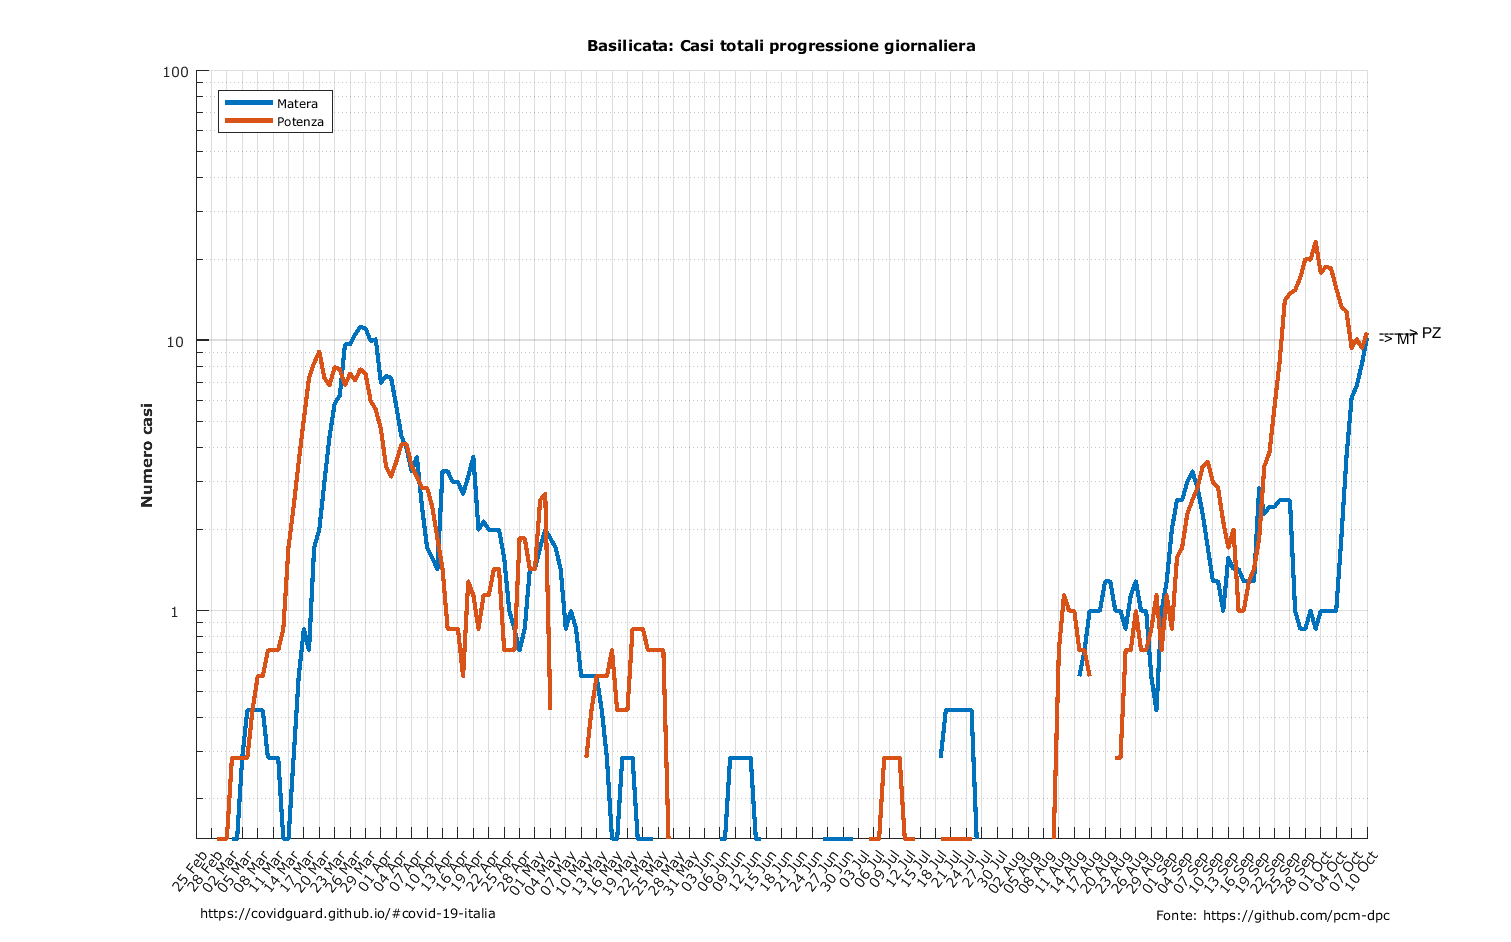 Basilicata: Casi totali progressione giornaliera
100
Matera
Potenza
10
-----> PZ
-> MT
Numero casi
1
25 Feb
28 Feb
02 Mar
05 Mar
08 Mar
11 Mar
14 Mar
17 Mar
20 Mar
23 Mar
26 Mar
29 Mar
01 Apr
04 Apr
07 Apr
10 Apr
13 Apr
16 Apr
19 Apr
22 Apr
25 Apr
28 Apr
01 May
04 May
07 May
10 May
13 May
16 May
19 May
22 May
25 May
28 May
31 May
03 Jun
06 Jun
09 Jun
12 Jun
15 Jun
18 Jun
21 Jun
24 Jun
27 Jun
30 Jun
03 Jul
06 Jul
09 Jul
12 Jul
15 Jul
18 Jul
21 Jul
24 Jul
27 Jul
30 Jul
02 Aug
05 Aug
08 Aug
11 Aug
14 Aug
17 Aug
20 Aug
23 Aug
26 Aug
29 Aug
01 Sep
04 Sep
07 Sep
10 Sep
13 Sep
16 Sep
19 Sep
22 Sep
25 Sep
28 Sep
01 Oct
04 Oct
07 Oct
10 Oct
https://covidguard.github.io/#covid-19-italia
Fonte: https://github.com/pcm-dpc